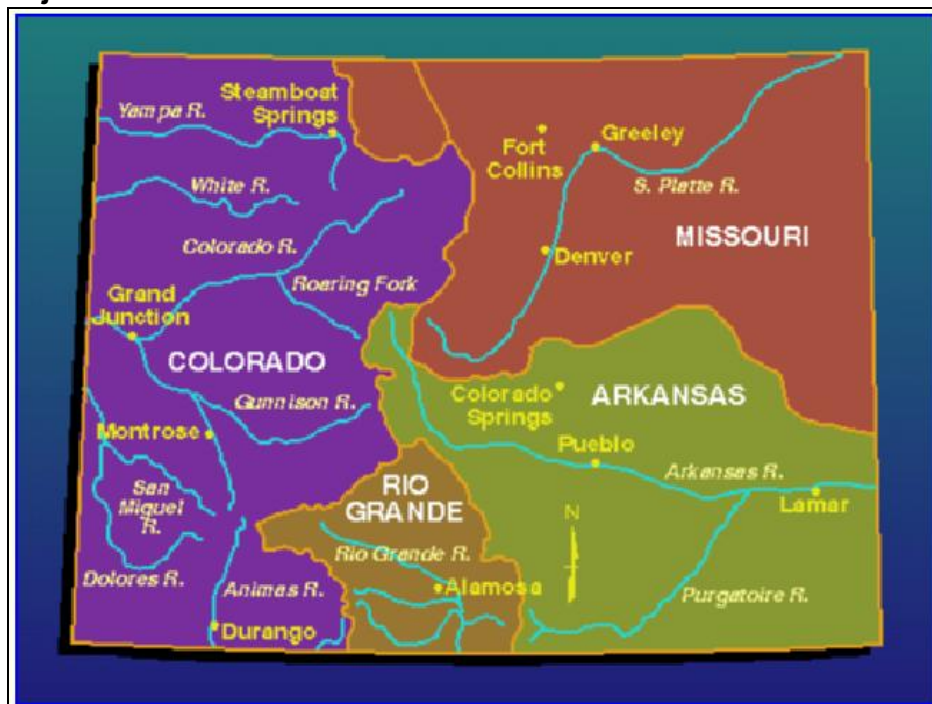 Steamboat
Springs
Yampa R.
Fort
Collins
Greeley
White R.
S. Platte R.
MISSOURI
Colorado R.
Denver
Roaring Fork
Grand
Junction
COLORADO
Colorado
Springs
ARKANSAS
Gunnison R.
Montrose
Pueblo
Arkansas R.
Lamar
San
Miguel
R.
RIO
GRANDE
N
Rio Grande R.
Dolores R.
Animas R.
Alamosa
Purgatoire R.
Durango